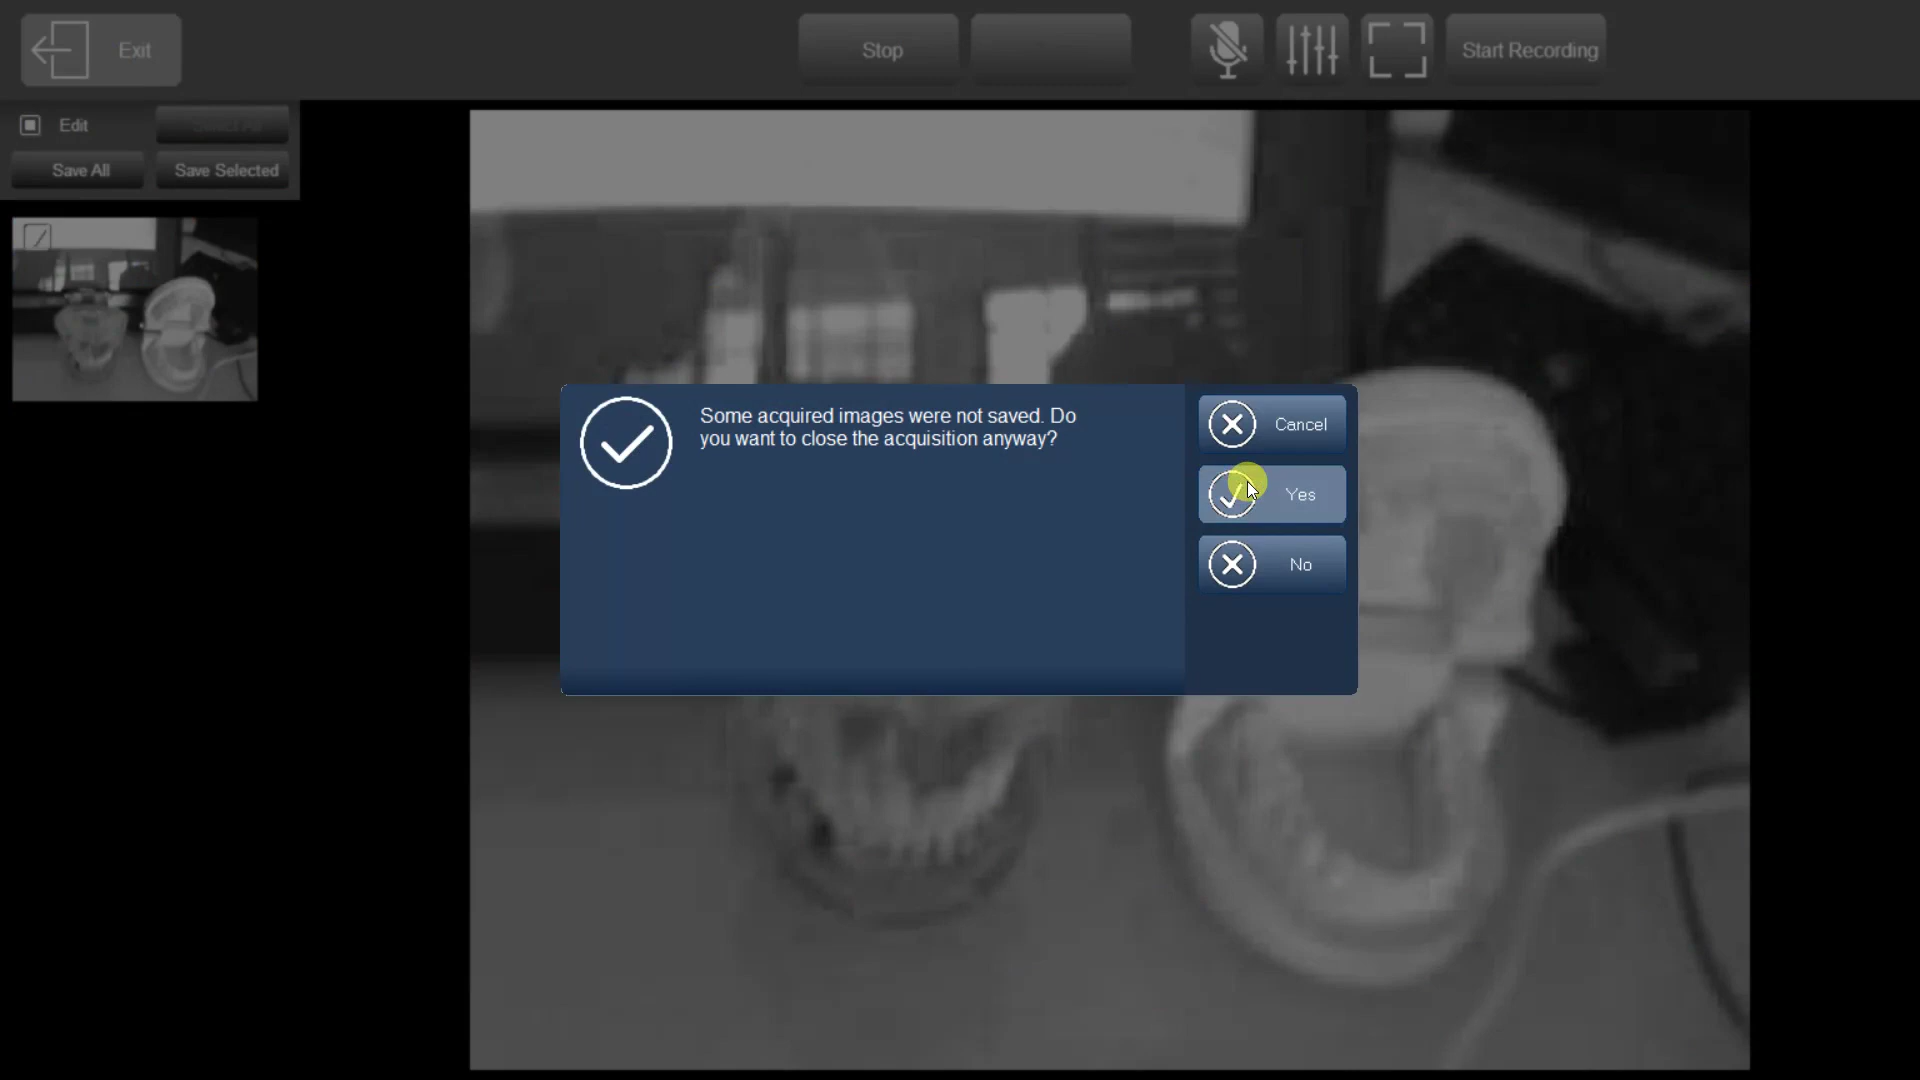 Exit
Stop
Start Recording
Edit
Save All
Save Selected
Some acquired images were not saved. Do
you want to close the acquisition anyway?
Cancel
Yes
No